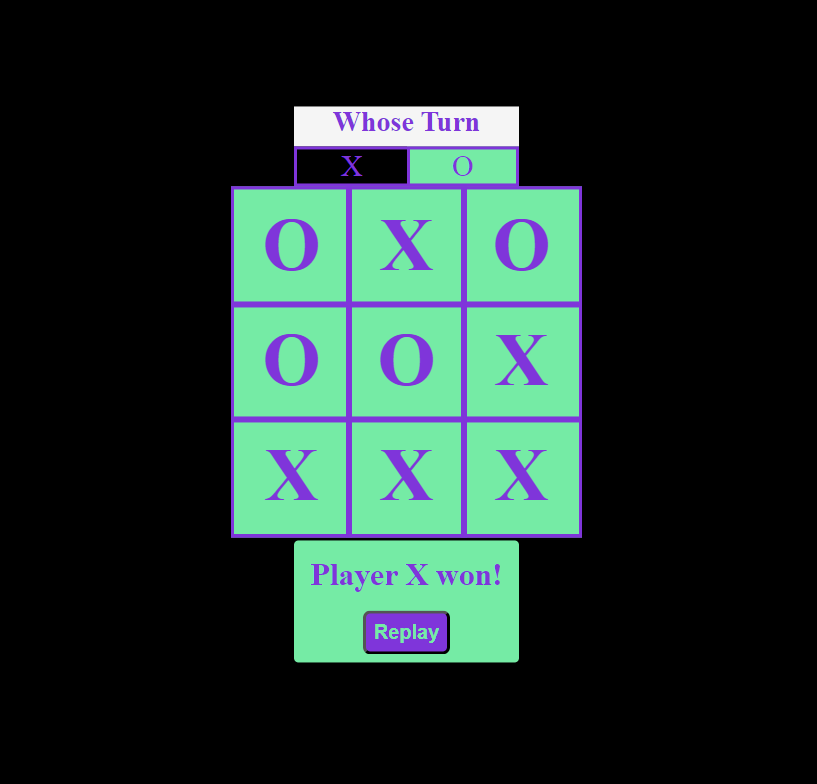 Whose Turn
X O
O X O
O O X
X X X
Player X won!
Replay